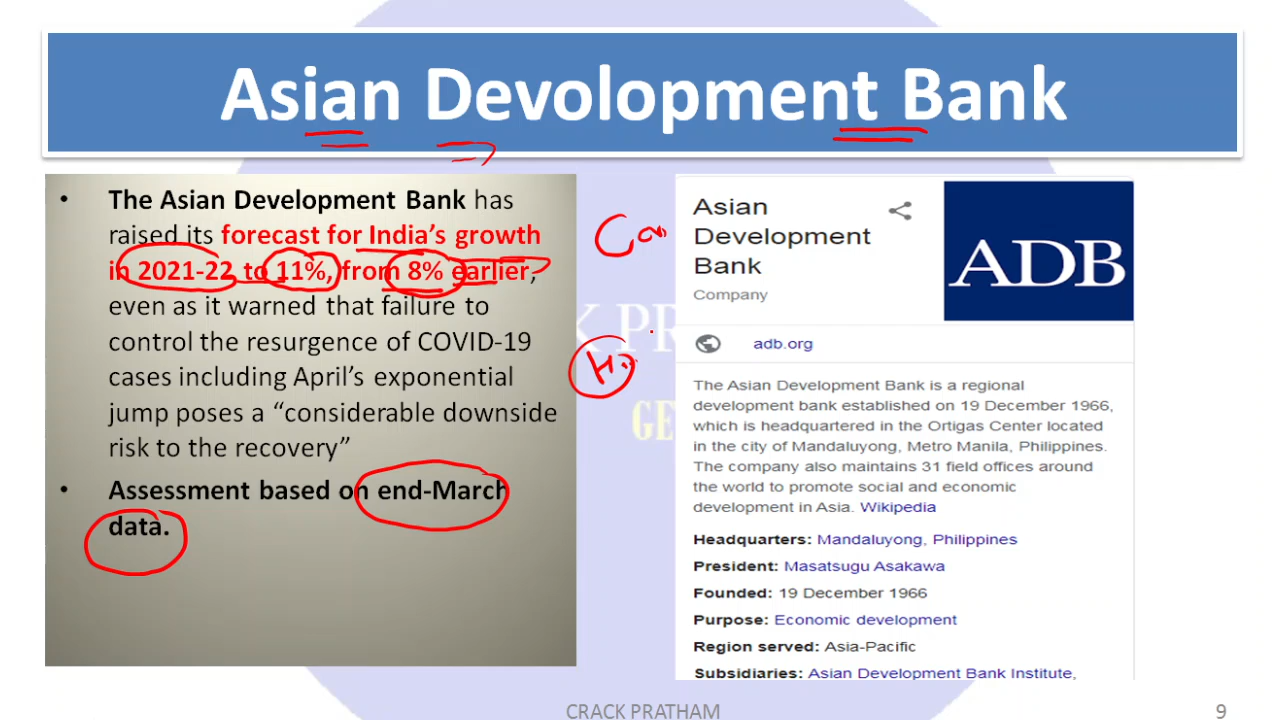 Asian Devolopment Bank
• The Asian Development Bank has
raised its forecast for India's growth
in 2021-22 to 11%, from 8% earlier,
even as it warned that failure to
control the resurgence of COVID-19
cases including April's exponential
jump poses a “considerable downside
risk to the recovery”
• Assessment based on end-March
data.
Asian
Development
Bank
Company
ADB
adb.org
The Asian Development Bank is a regional
development bank established on 19 December 1966,
which is headquartered in the Ortigas Center located
in the city of Mandaluyong, Metro Manila, Philippines.
The company also maintains 31 field offices around
the world to promote social and economic
development in Asia. Wikipedia
Headquarters: Mandaluyong, Philippines
President: Masatsugu Asakawa
Founded: 19 December 1966
Purpose: Economic development
Region served: Asia-Pacific
Subsidiaries: Asian Development Bank Institute,
CRACK PRATHAM
9